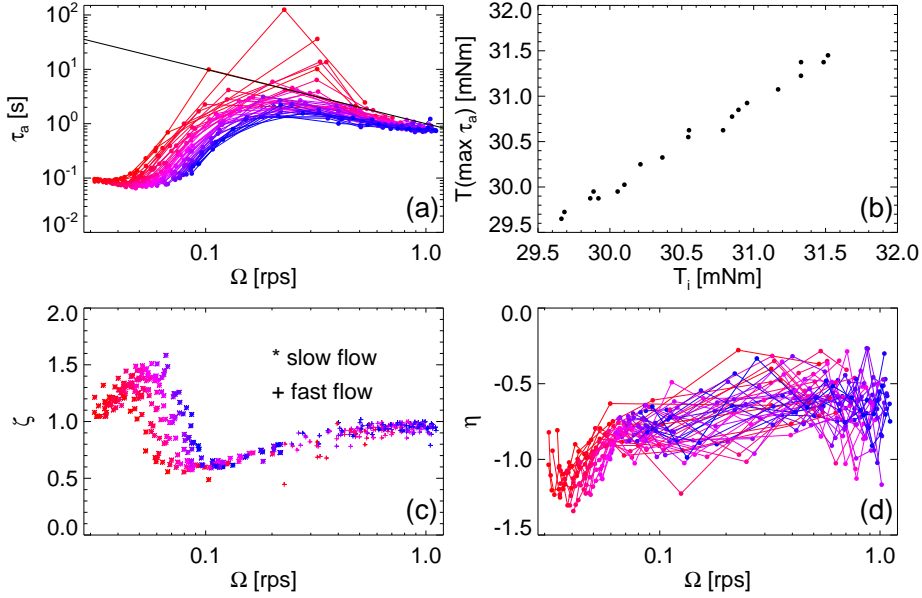 10²
10¹
10⁰
10⁻¹
10⁻²
τₐ [s]
0.1
1.0
Ω [rps]
(a)
32.0
31.5
31.0
30.5
30.0
29.5
T(max τₐ) [mNm]
29.5 30.0 30.5 31.0 31.5 32.0
Tᵢ [mNm]
(b)
2.0
1.5
1.0
0.5
0.0
ζ
* slow flow
+ fast flow
0.1
1.0
Ω [rps]
(c)
-0.0
-0.5
-1.0
-1.5
η
0.1
1.0
Ω [rps]
(d)